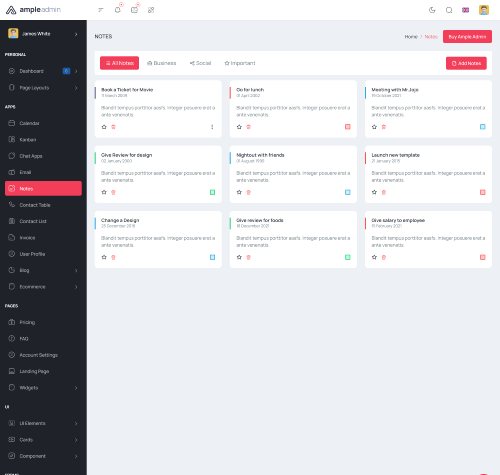 ampleadmin
James White
PERSONAL
Dashboard
Page Layouts
APPS
Calendar
Kanban
Chat Apps
Email
Notes
Contact Table
Contact List
Invoice
User Profile
Blog
Ecommerce
PAGES
Pricing
FAQ
Account Settings
Landing Page
Widgets
UI
UI Elements
Cards
Component
NOTES
Home / Notes
Buy Ample Admin
All Notes
Business
Social
Important
Add Notes
Book a Ticket for Movie
11 March 2009
Blandit tempus porttitor aasfs. Integer posuere erat a
ante venenatis.
Go for lunch
01 April 2002
Blandit tempus porttitor aasfs. Integer posuere erat a
ante venenatis.
Meeting with Mr.Jojo
19 October 2021
Blandit tempus porttitor aasfs. Integer posuere erat a
ante venenatis.
Give Review for design
02 January 2000
Blandit tempus porttitor aasfs. Integer posuere erat a
ante venenatis.
Nightout with friends
01 August 1999
Blandit tempus porttitor aasfs. Integer posuere erat a
ante venenatis.
Launch new template
21 January 2015
Blandit tempus porttitor aasfs. Integer posuere erat a
ante venenatis.
Change a Design
25 December 2016
Blandit tempus porttitor aasfs. Integer posuere erat a
ante venenatis.
Give review for foods
18 December 2021
Blandit tempus porttitor aasfs. Integer posuere erat a
ante venenatis.
Give salary to employee
15 February 2021
Blandit tempus porttitor aasfs. Integer posuere erat a
ante venenatis.